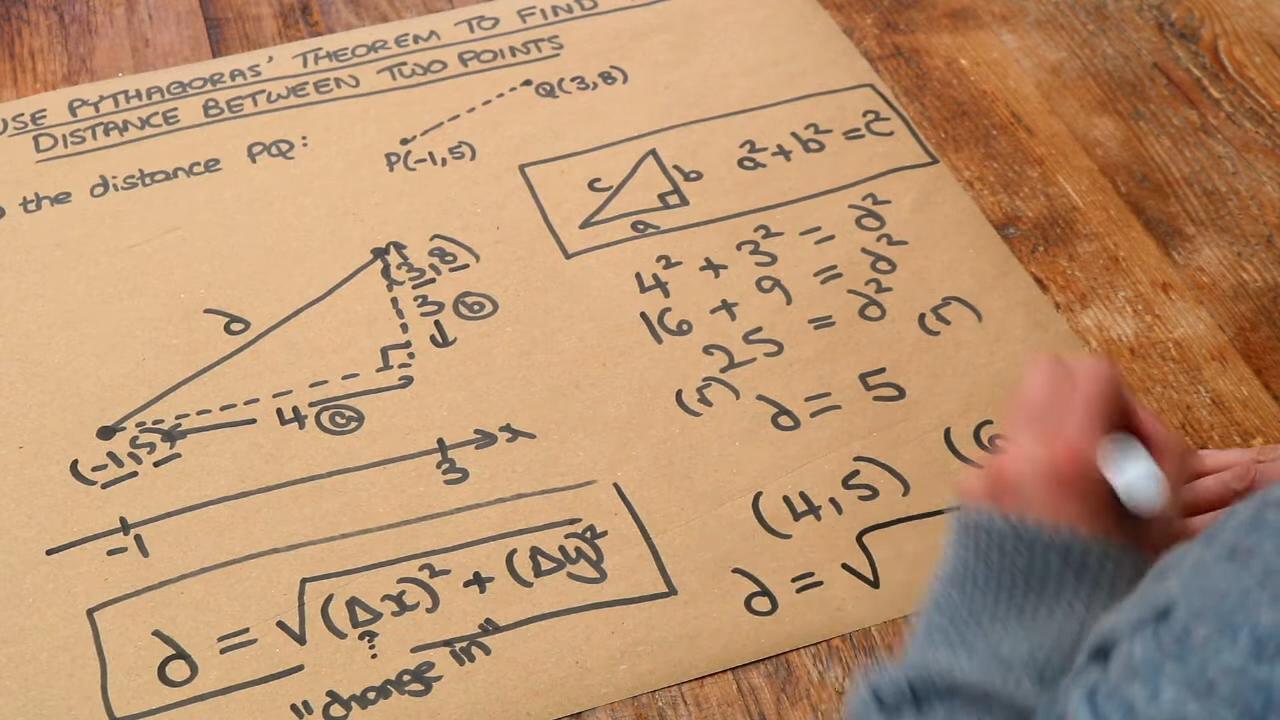 USE PYTHAGORAS' THEOREM TO FIND
DISTANCE BETWEEN TWO POINTS
the distance PQ:
P(-1,5)
Q(3,8)
c
b
a
a² + b² = c²
d
(3,8)
3 b
4 a
(-1,5)
-1
3
x
4² + 3² = d²
16 + 9 = d²
25 = d²
(r)
(r)
d = 5
(4,5)
(6
d = √
d = √(Δx)² + (Δy)²
"change in"